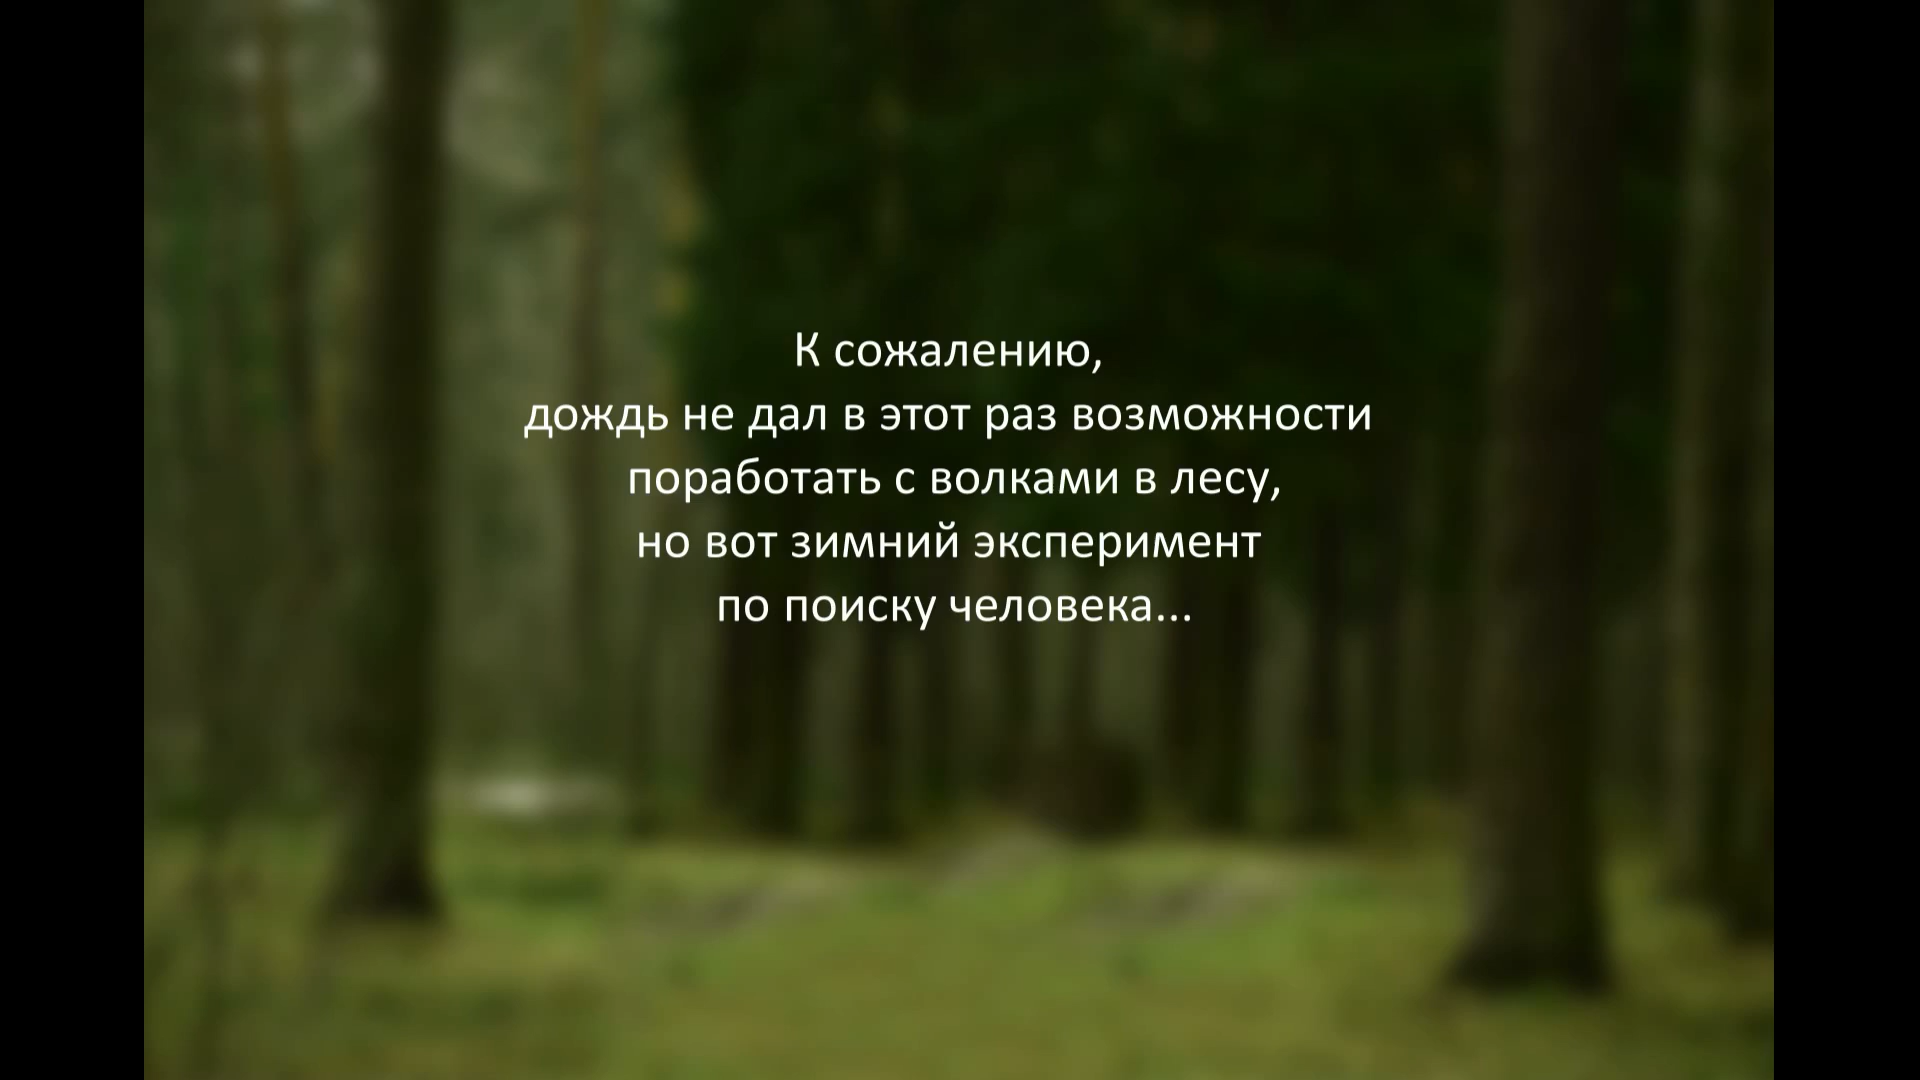 К сожалению,
дождь не дал в этот раз возможности
поработать с волками в лесу,
но вот зимний эксперимент
по поиску человека...